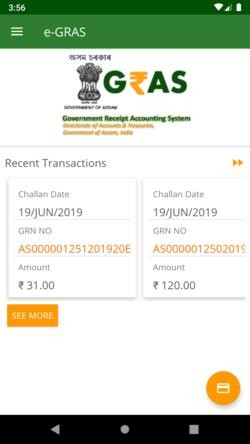 3:56
e-GRAS
অসম চৰকাৰ
G₹AS
GOVERNMENT OF ASSAM
Government Receipt Accounting System
Directorate of Accounts & Treasuries,
Government of Assam, India
Recent Transactions
Challan Date
19/JUN/2019
GRN NO
AS000001251201920E
Amount
₹ 31.00
Challan Date
19/JUN/2019
GRN NO
AS0000012502019
Amount
₹ 120.00
SEE MORE